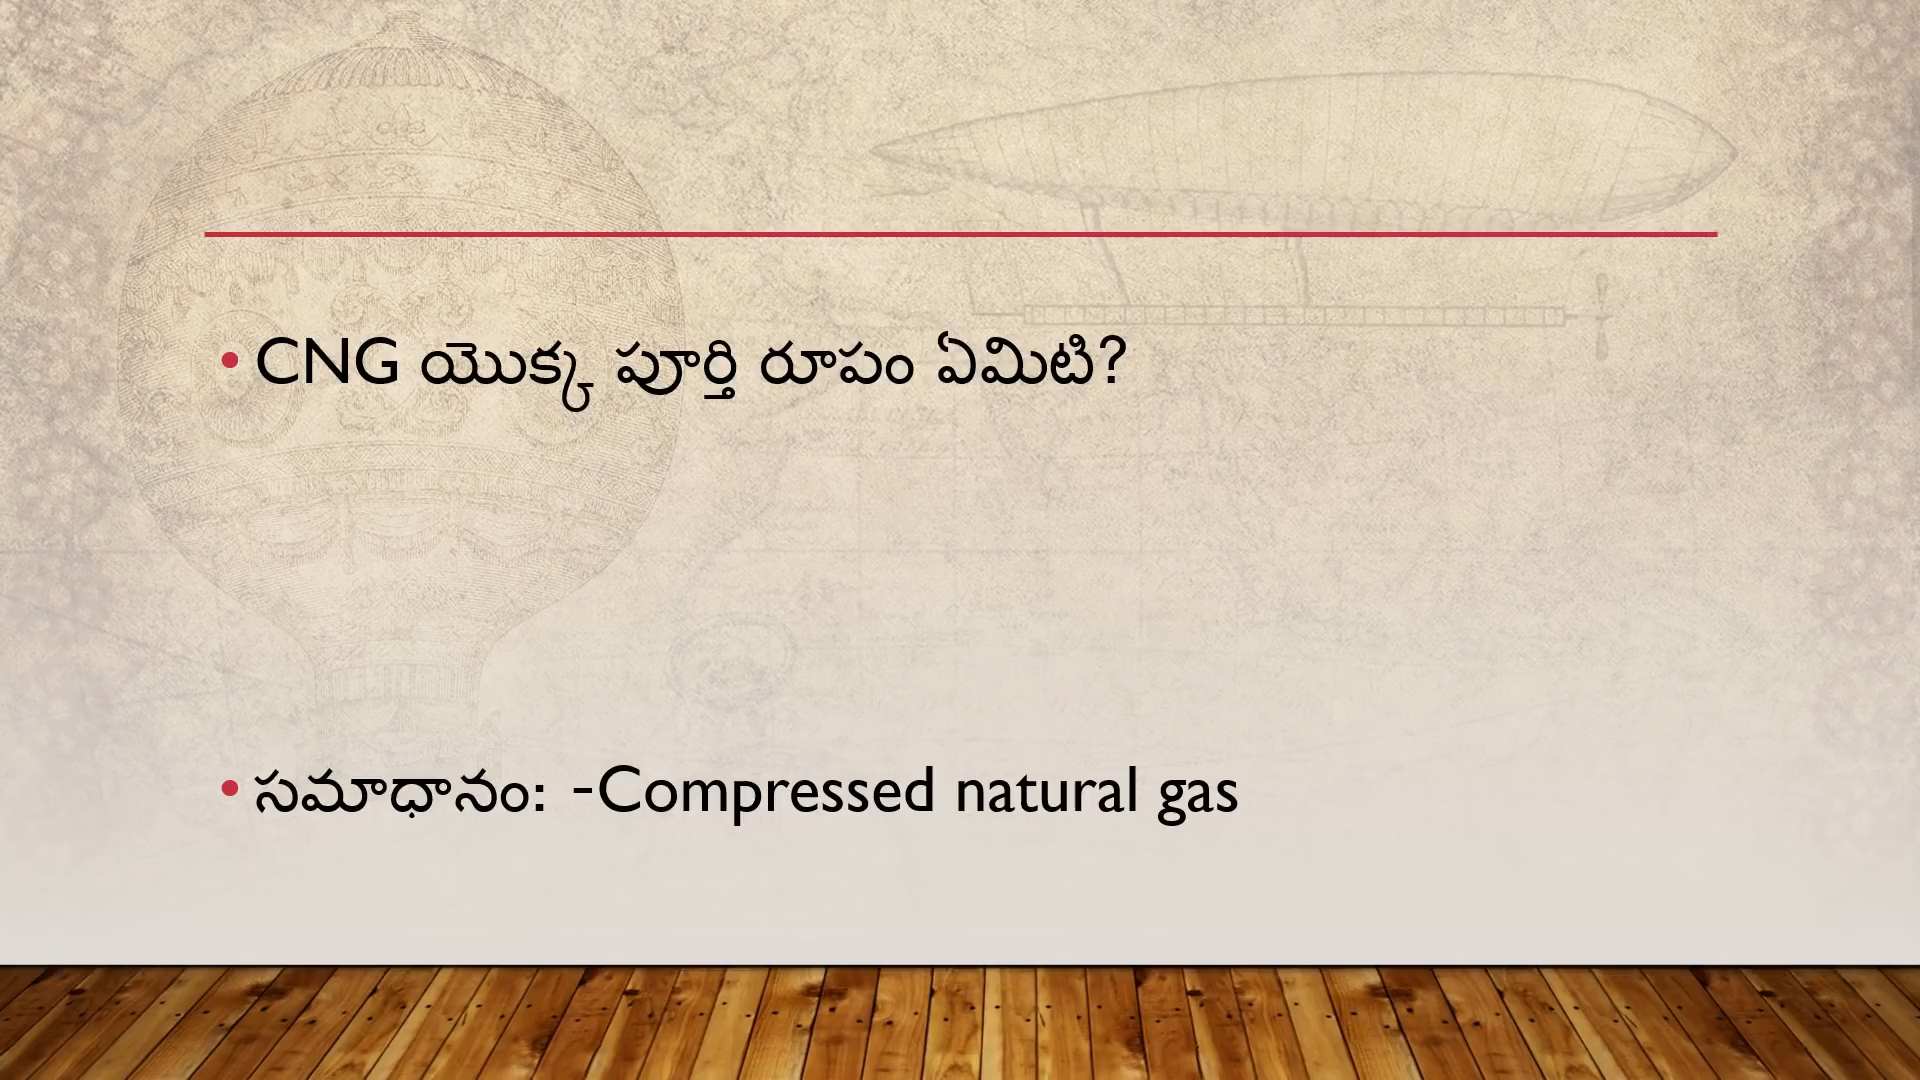 • CNG యొక్క పూర్తి రూపం ఏమిటి?
• సమాధానం: -Compressed natural gas